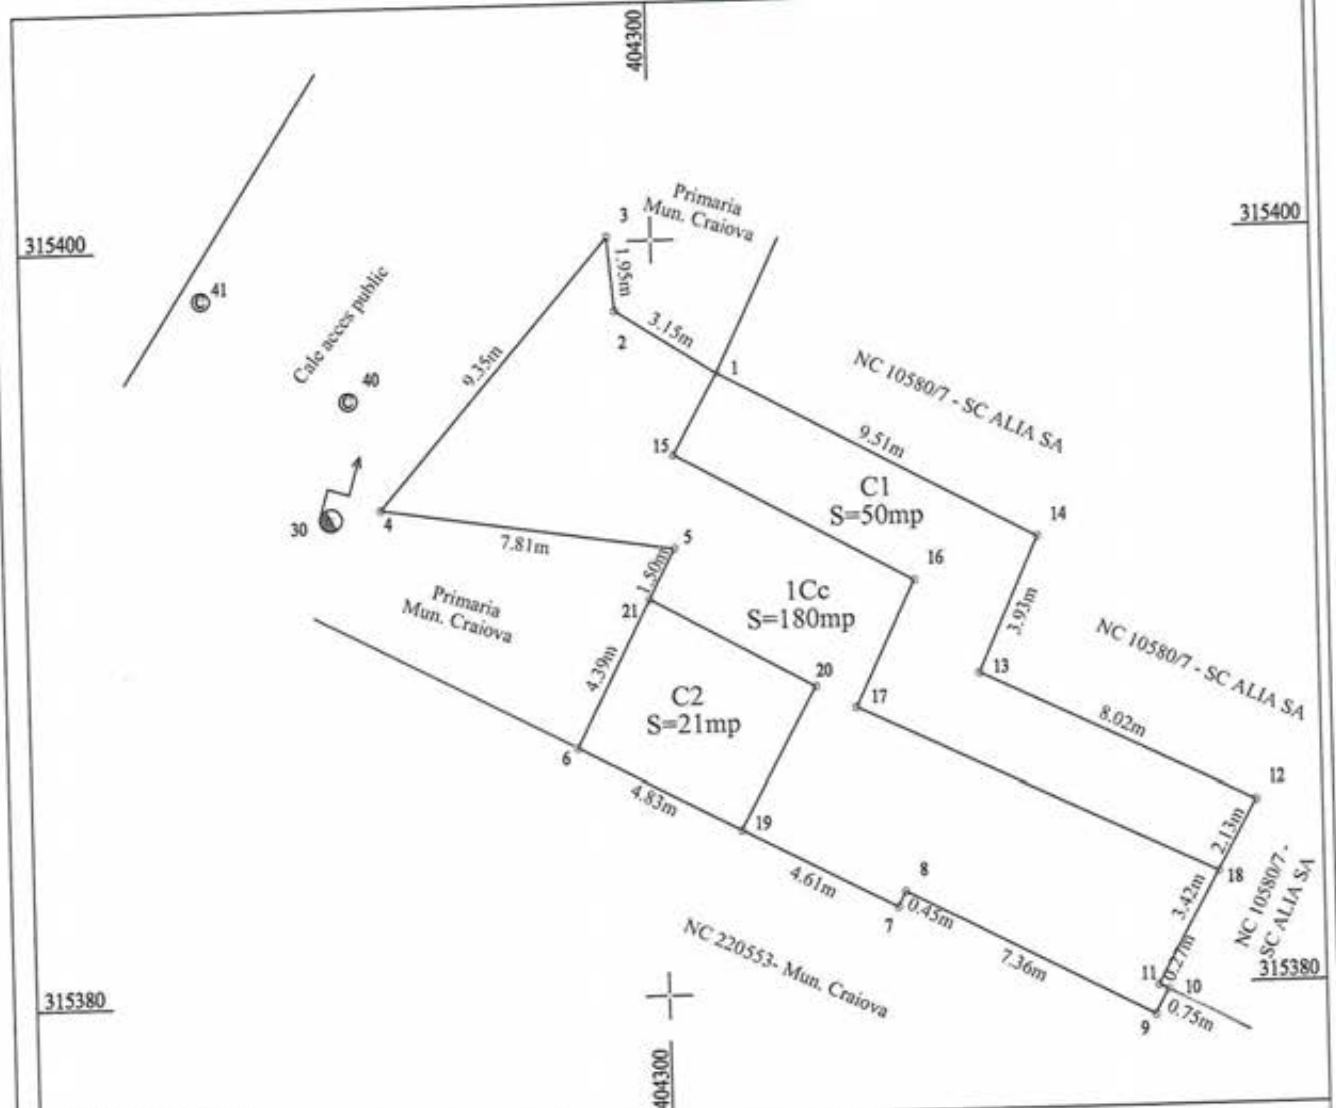 404300
315400
315400
3
Primaria
Mun. Craiova
1.95m
41
Cale acces public
2
3.15m
1
9.35m
40
NC 10580/7 - SC ALIA SA
9.51m
15
C1
S=50mp
14
30
4
7.81m
5
1.50m
16
1Cc
S=180mp
3.93m
Primaria
Mun. Craiova
21
4.39m
20
13
NC 10580/7 - SC ALIA SA
C2
S=21mp
17
8.02m
6
4.83m
19
12
2.13m
18
4.61m
8
0.45m
7
3.42m
NC 10580/7 -
SC ALIA SA
NC 220553- Mun. Craiova
7.36m
0.27m
11
10
9
0.75m
315380
315380
404300